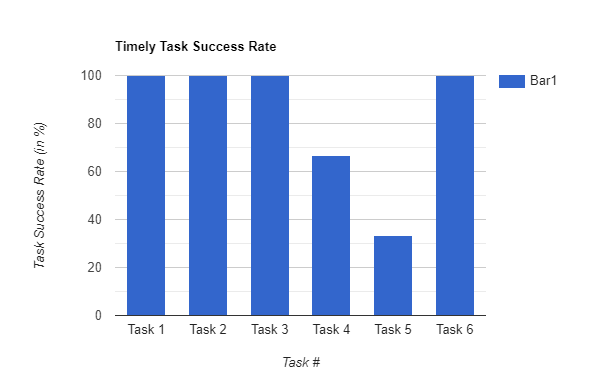 Timely Task Success Rate
Bar1
Task Success Rate (in %)
100
80
60
40
20
0
Task 1 Task 2 Task 3 Task 4 Task 5 Task 6
Task #